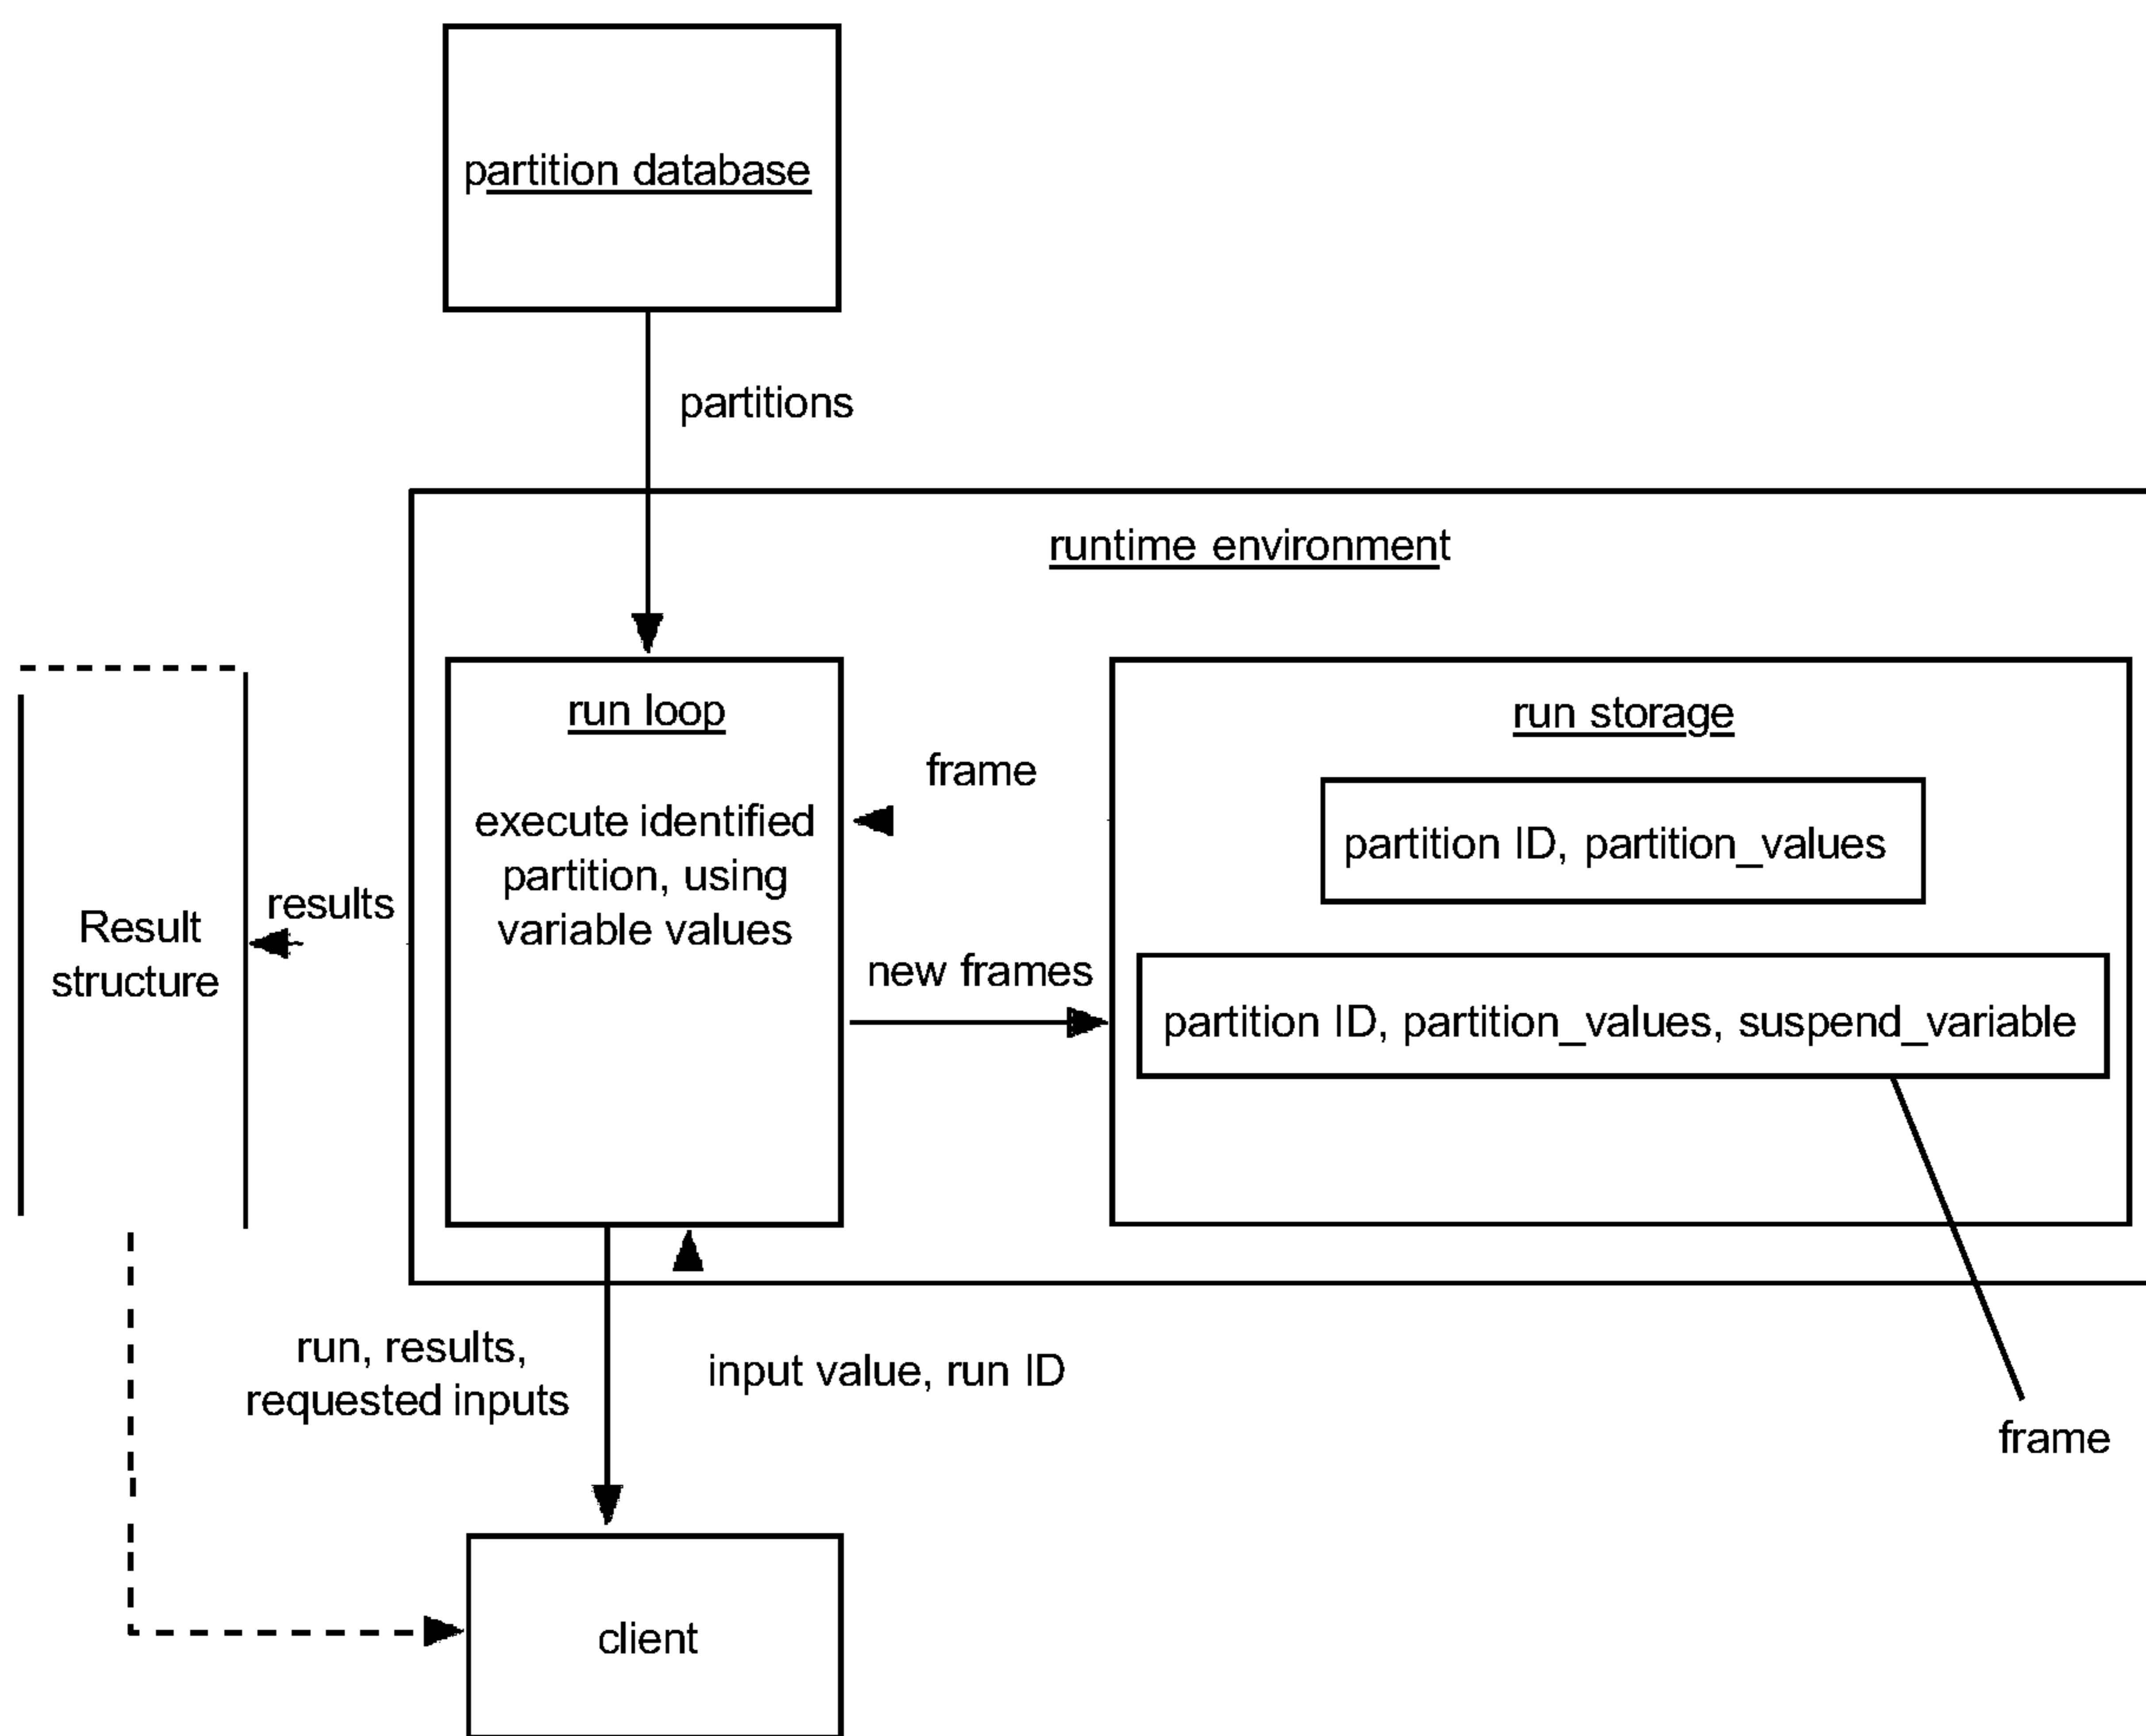 partition database
partitions
runtime environment
run loop
execute identified
partition, using
variable values
frame
run storage
partition ID, partition_values
new frames
partition ID, partition_values, suspend_variable
results
Result
structure
run, results,
requested inputs
input value, run ID
frame
client